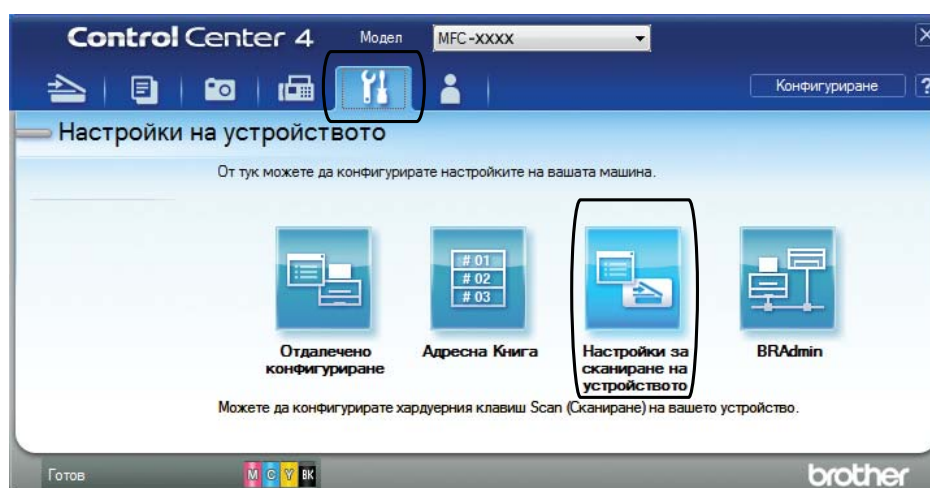 Control Center 4 Модел MFC-XXXX
Конфигуриране ?
Настройки на устройството
От тук можете да конфигурирате настройките на вашата машина.
# 01
# 02
# 03
Отдалечено конфигуриране
Адресна Книга
Настройки за сканиране на устройството
BRAdmin
Можете да конфигурирате хардуерния клавиш Scan (Сканиране) на вашето устройство.
Готов M C Y BK brother